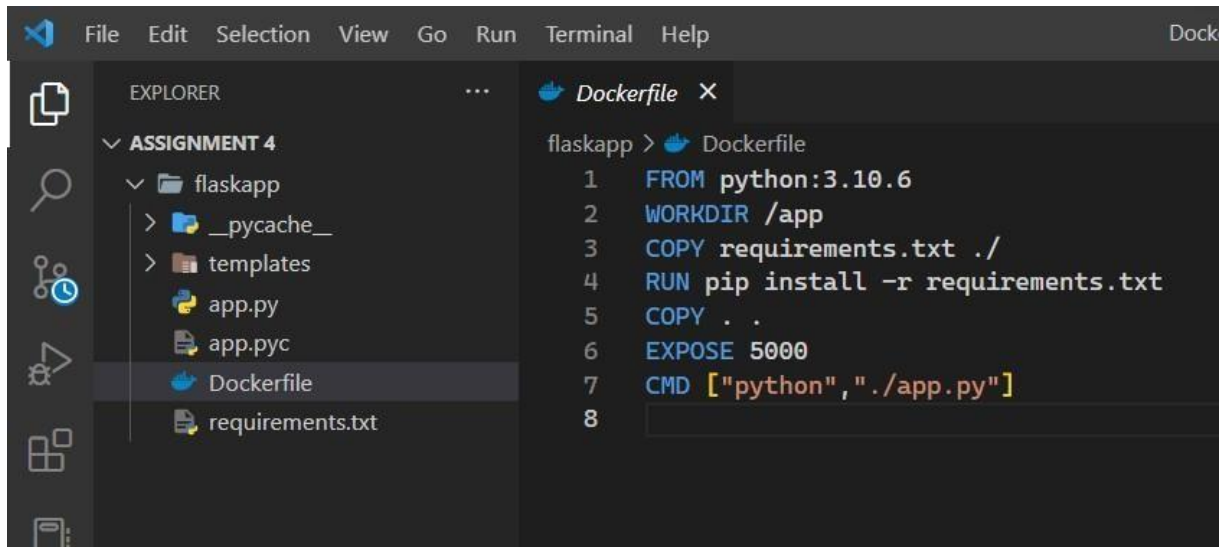 File Edit Selection View Go Run Terminal Help
EXPLORER ...
ASSIGNMENT 4
flaskapp
__pycache__
templates
app.py
app.pyc
Dockerfile
requirements.txt
Dockerfile
flaskapp > Dockerfile
1 FROM python:3.10.6
2 WORKDIR /app
3 COPY requirements.txt ./
4 RUN pip install -r requirements.txt
5 COPY . .
6 EXPOSE 5000
7 CMD ["python","./app.py"]
8